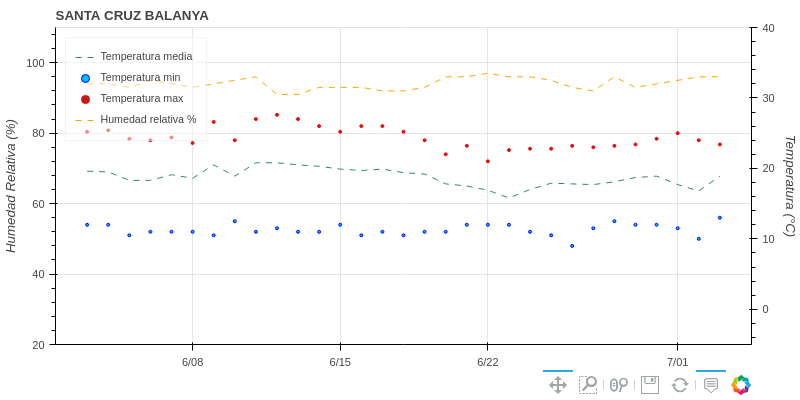 SANTA CRUZ BALANYA
Temperatura media
Temperatura min
Temperatura max
Humedad relativa %
Humedad Relativa (%)
100
80
60
40
20
Temperatura (°C)
40
30
20
10
0
6/08
6/15
6/22
7/01